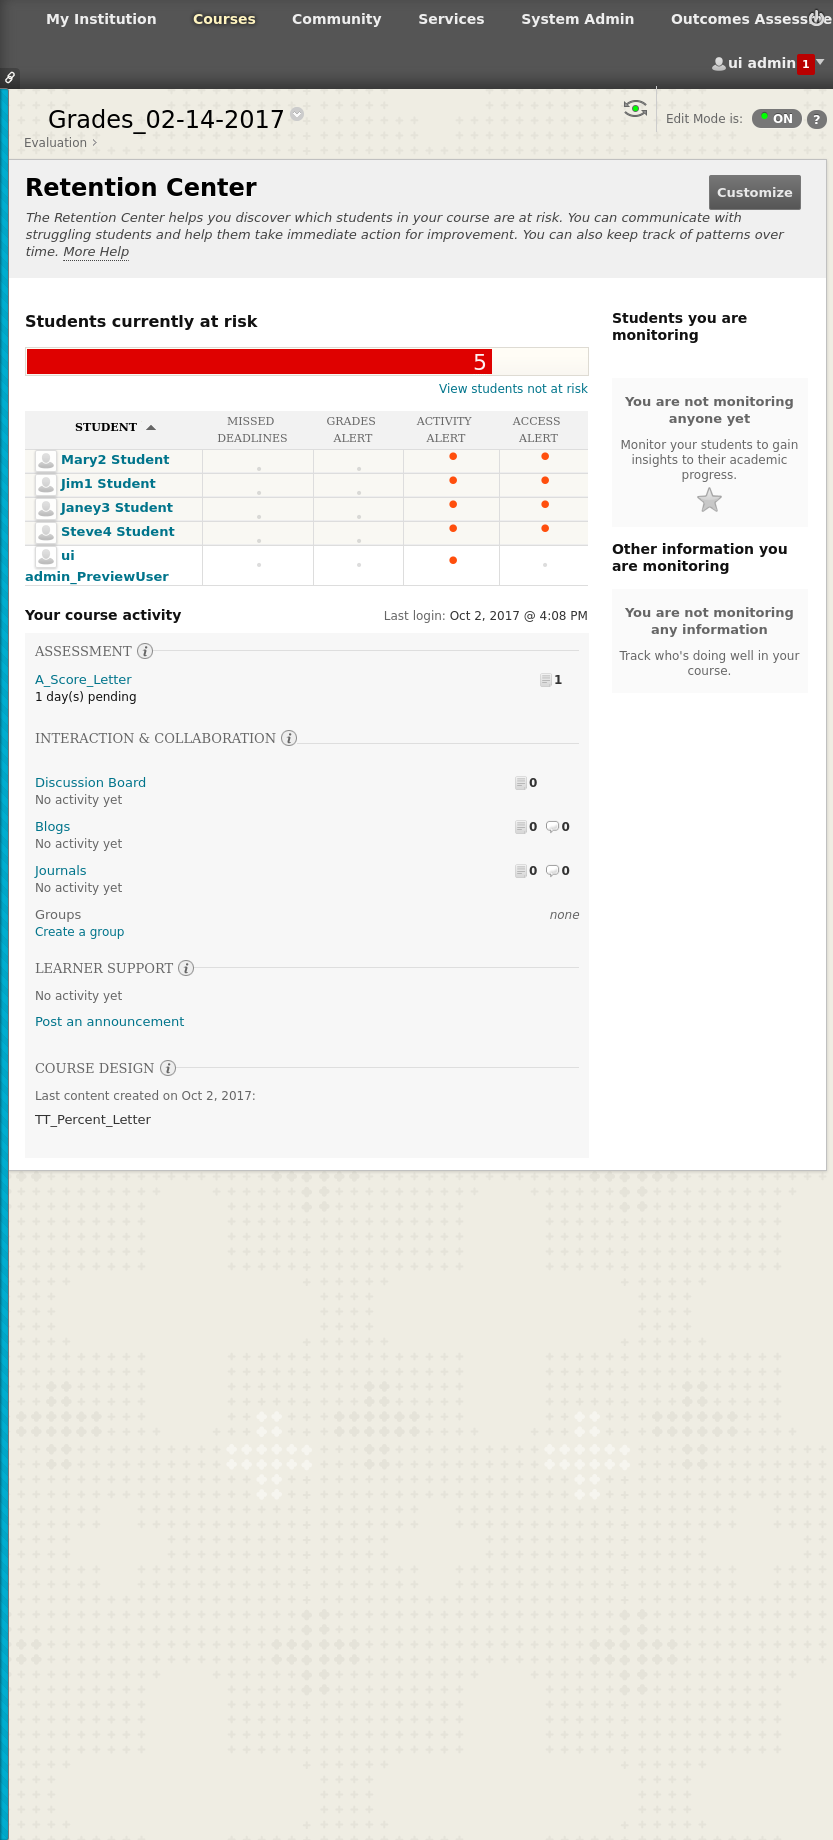 My Institution Courses Community Services System Admin Outcomes Assessme
ui admin 1
Grades_02-14-2017
Edit Mode is: ON ?
Evaluation
Retention Center
Customize
The Retention Center helps you discover which students in your course are at risk. You can communicate with
struggling students and help them take immediate action for improvement. You can also keep track of patterns over
time. More Help
Students currently at risk
5
View students not at risk
STUDENT MISSED DEADLINES GRADES ALERT ACTIVITY ALERT ACCESS ALERT
Mary2 Student
Jim1 Student
Janey3 Student
Steve4 Student
ui
admin_PreviewUser
Your course activity Last login: Oct 2, 2017 @ 4:08 PM
ASSESSMENT i
A_Score_Letter 1
1 day(s) pending
INTERACTION & COLLABORATION i
Discussion Board 0
No activity yet
Blogs 0 0
No activity yet
Journals 0 0
No activity yet
Groups none
Create a group
LEARNER SUPPORT i
No activity yet
Post an announcement
COURSE DESIGN i
Last content created on Oct 2, 2017:
TT_Percent_Letter
Students you are
monitoring
You are not monitoring
anyone yet
Monitor your students to gain
insights to their academic
progress.
Other information you
are monitoring
You are not monitoring
any information
Track who's doing well in your
course.